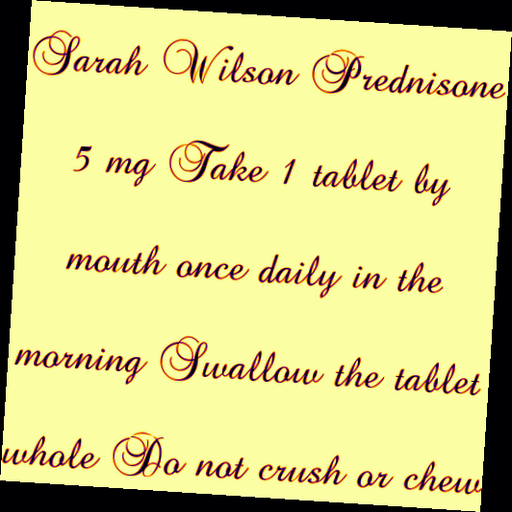 Sarah Wilson Prednisone
5 mg Take 1 tablet by
mouth once daily in the
morning Swallow the tablet
whole Do not crush or chew